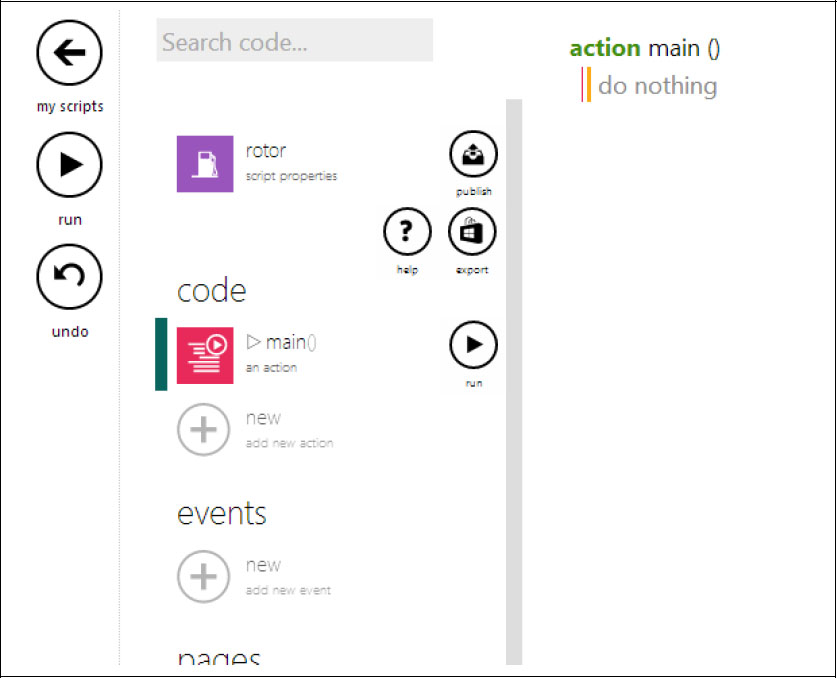 my scripts
run
undo
Search code...
rotor
script properties
publish
?
help
export
code
main()
an action
run
new
add new action
events
new
add new event
pages
action main ()
do nothing